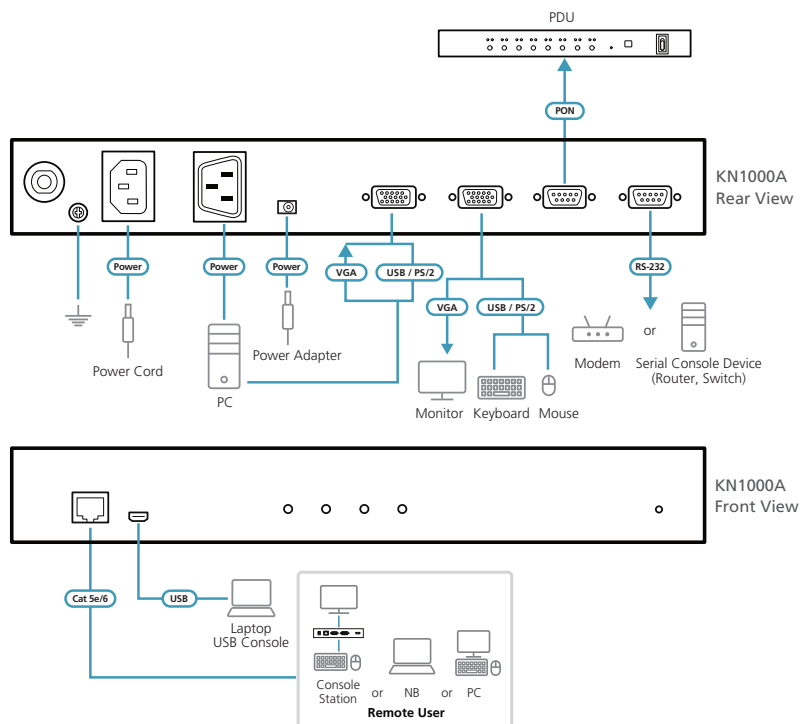 PDU
PON
KN1000A
Rear View
Power
Power
Power
VGA
USB / PS/2
VGA
USB / PS/2
RS-232
Power Cord
PC
Power Adapter
Monitor
Keyboard
Mouse
Modem
or
Serial Console Device
(Router, Switch)
KN1000A
Front View
Cat 5e/6
USB
Laptop
USB Console
Console
Station
or
NB
or
PC
Remote User